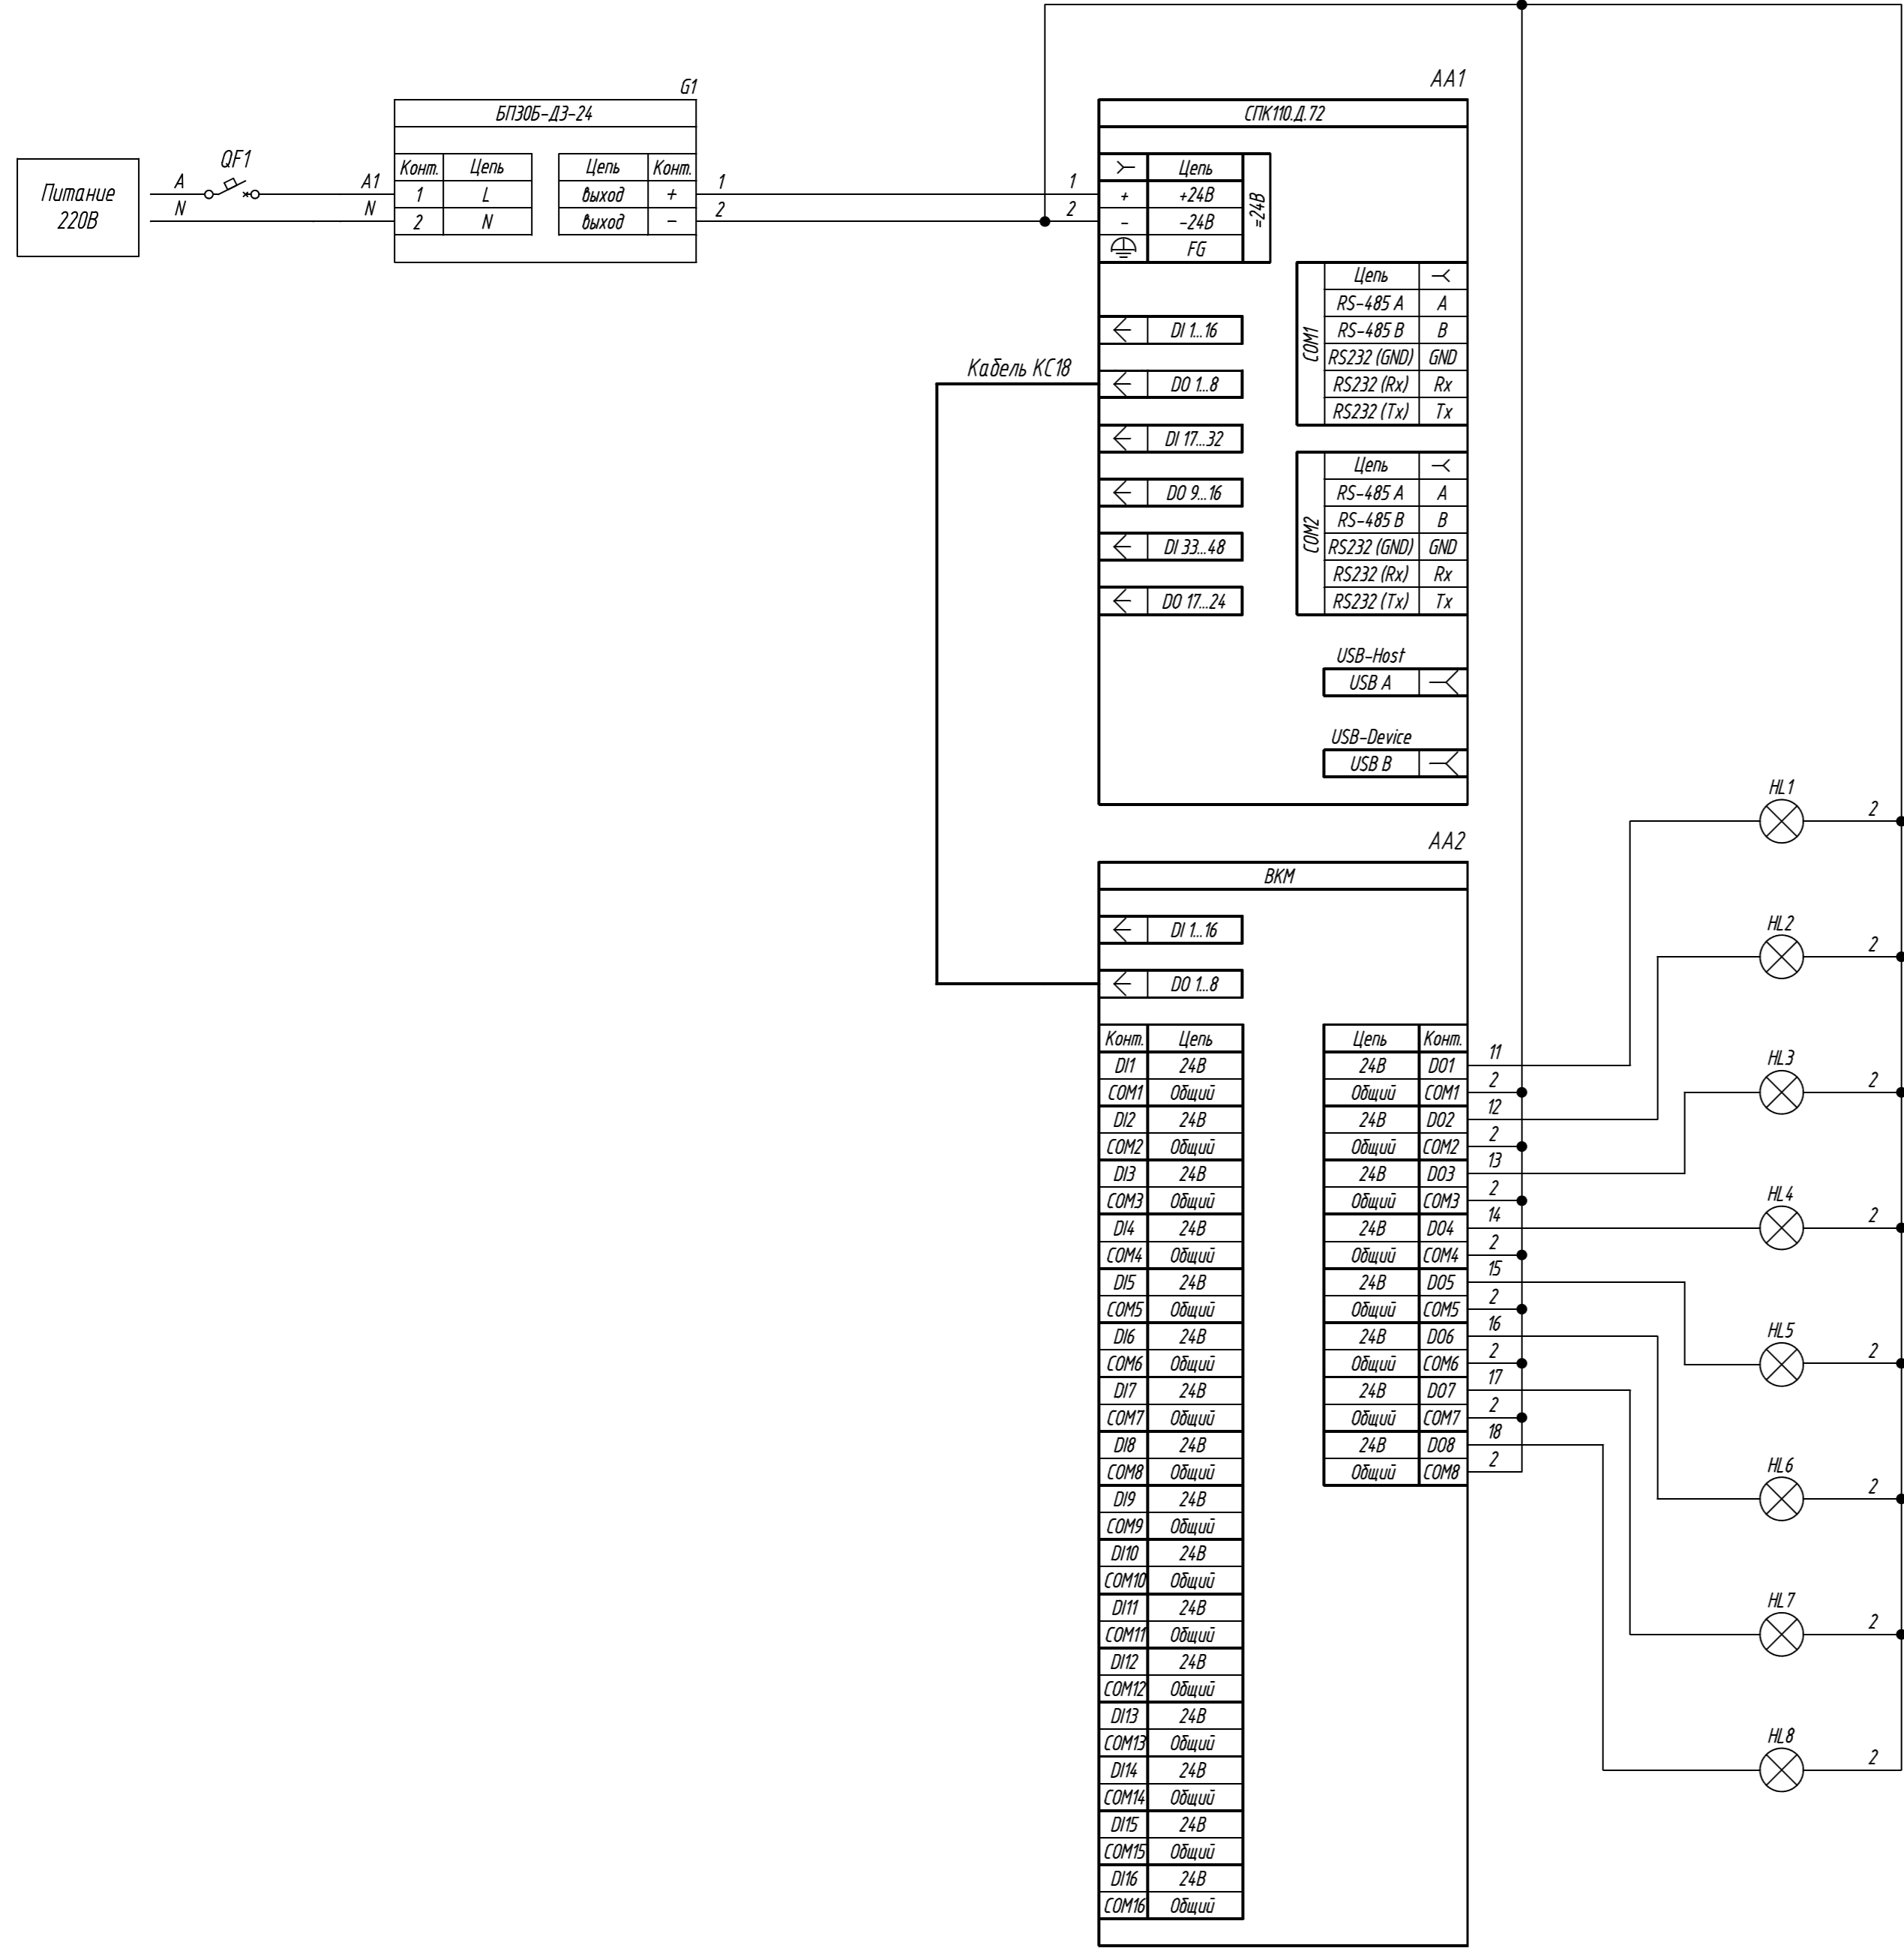 G1
БП30Б-Д3-24
Конт. Цепь Цепь Конт.
1 L выход +
2 N выход -
Питание
220В
A QF1 A1
N N
1 1
2 2
AA1
СПК110.Д.72
Цепь
+ +24В
- -24В
FG
=24В
DI 1...16
DO 1...8
DI 17...32
DO 9...16
DI 33...48
DO 17...24
COM1
Цепь
RS-485 A A
RS-485 B B
RS232 (GND) GND
RS232 (Rx) Rx
RS232 (Tx) Tx
COM2
Цепь
RS-485 A A
RS-485 B B
RS232 (GND) GND
RS232 (Rx) Rx
RS232 (Tx) Tx
USB-Host
USB A
USB-Device
USB B
Кабель КС18
AA2
ВКМ
DI 1...16
DO 1...8
Конт. Цепь
DI1 24В
COM1 Общий
DI2 24В
COM2 Общий
DI3 24В
COM3 Общий
DI4 24В
COM4 Общий
DI5 24В
COM5 Общий
DI6 24В
COM6 Общий
DI7 24В
COM7 Общий
DI8 24В
COM8 Общий
DI9 24В
COM9 Общий
DI10 24В
COM10 Общий
DI11 24В
COM11 Общий
DI12 24В
COM12 Общий
DI13 24В
COM13 Общий
DI14 24В
COM14 Общий
DI15 24В
COM15 Общий
DI16 24В
COM16 Общий
Цепь Конт.
24В DO1 11
Общий COM1 2
24В DO2 12
Общий COM2 2
24В DO3 13
Общий COM3 2
24В DO4 14
Общий COM4 2
24В DO5 15
Общий COM5 2
24В DO6 16
Общий COM6 2
24В DO7 17
Общий COM7 2
24В DO8 18
Общий COM8 2
HL1 2
HL2 2
HL3 2
HL4 2
HL5 2
HL6 2
HL7 2
HL8 2